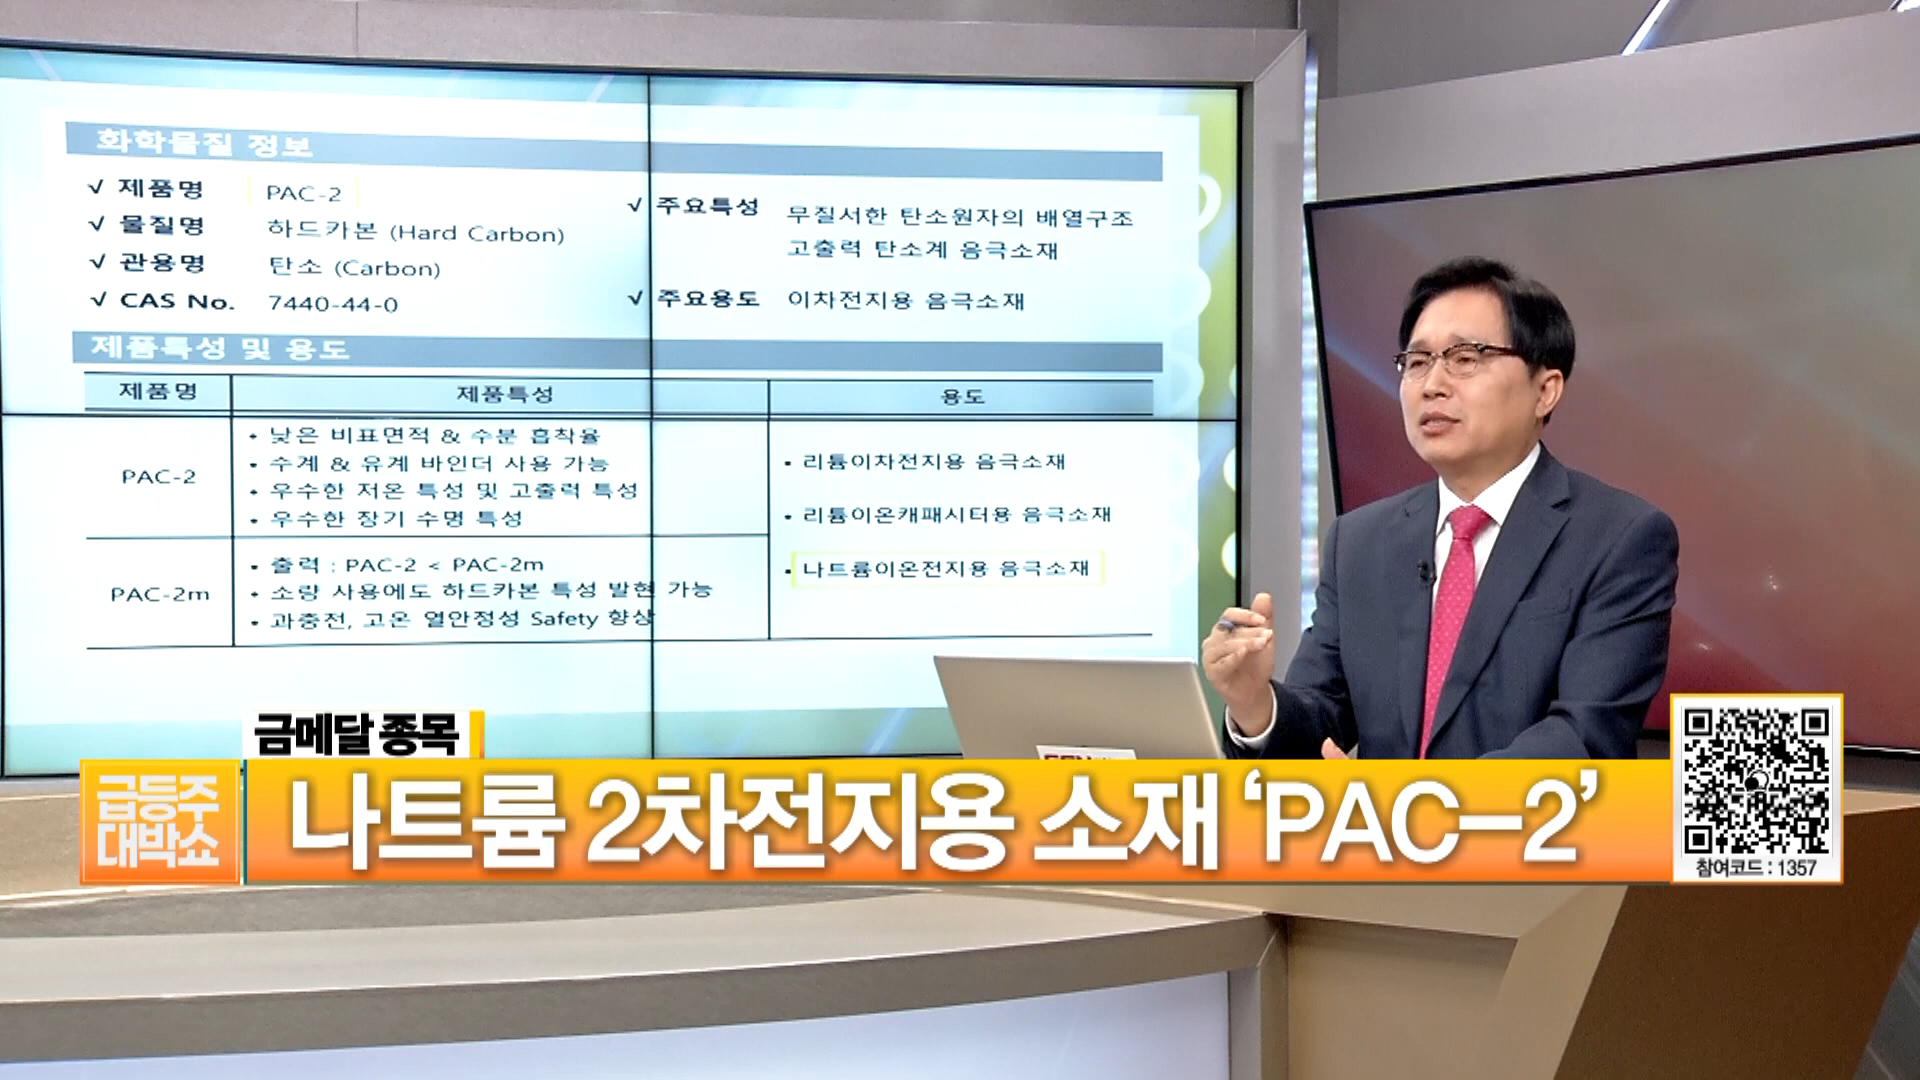 화학물질 정보
√ 제품명 PAC-2
√ 물질명 하드카본 (Hard Carbon)
√ 관용명 탄소 (Carbon)
√ CAS No. 7440-44-0
√ 주요특성 무질서한 탄소원자의 배열구조
고출력 탄소계 음극소재
√ 주요용도 이차전지용 음극소재
제품특성 및 용도
제품명 제품특성 용도
PAC-2
• 낮은 비표면적 & 수분 흡착율
• 수계 & 유계 바인더 사용 가능
• 우수한 저온 특성 및 고출력 특성
• 우수한 장기 수명 특성
PAC-2m
• 출력 : PAC-2 < PAC-2m
• 소량 사용에도 하드카본 특성 발현 가능
• 과충전, 고온 열안정성 Safety 향상
• 리튬이차전지용 음극소재
• 리튬이온캐패시터용 음극소재
• 나트륨이온전지용 음극소재
금메달 종목
급등주
대박쇼
나트륨 2차전지용 소재 ‘PAC-2’
참여코드 : 1357